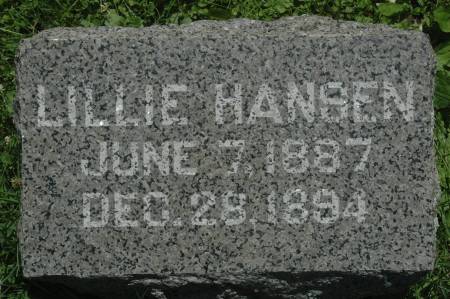 LILLIE HANSEN
JUNE 7, 1887
DEC. 28, 1894